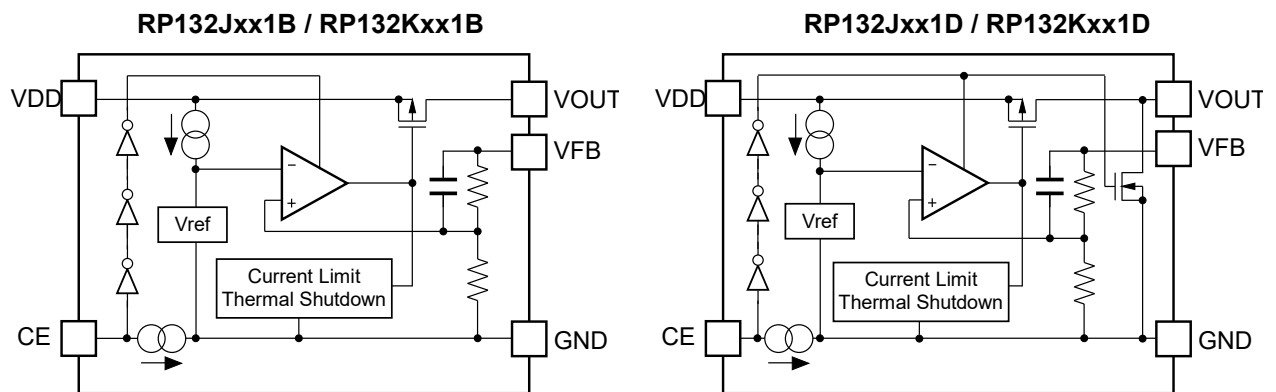 RP132Jxx1B / RP132Kxx1B
VDD
VOUT
VFB
−
+
Vref
Current Limit
Thermal Shutdown
CE
GND
RP132Jxx1D / RP132Kxx1D
VDD
VOUT
VFB
−
+
Vref
Current Limit
Thermal Shutdown
CE
GND